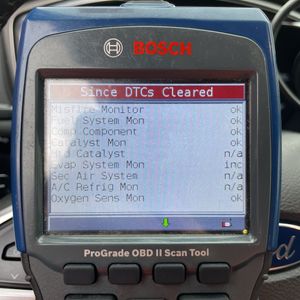 BOSCH
Since DTCs Cleared
Misfire Monitor ok
Fuel System Mon ok
Comp Component ok
Catalyst Mon ok
Htd Catalyst n/a
Evap System Mon inc
Sec Air System n/a
A/C Refrig Mon n/a
Oxygen Sens Mon ok
ProGrade OBD II Scan Tool